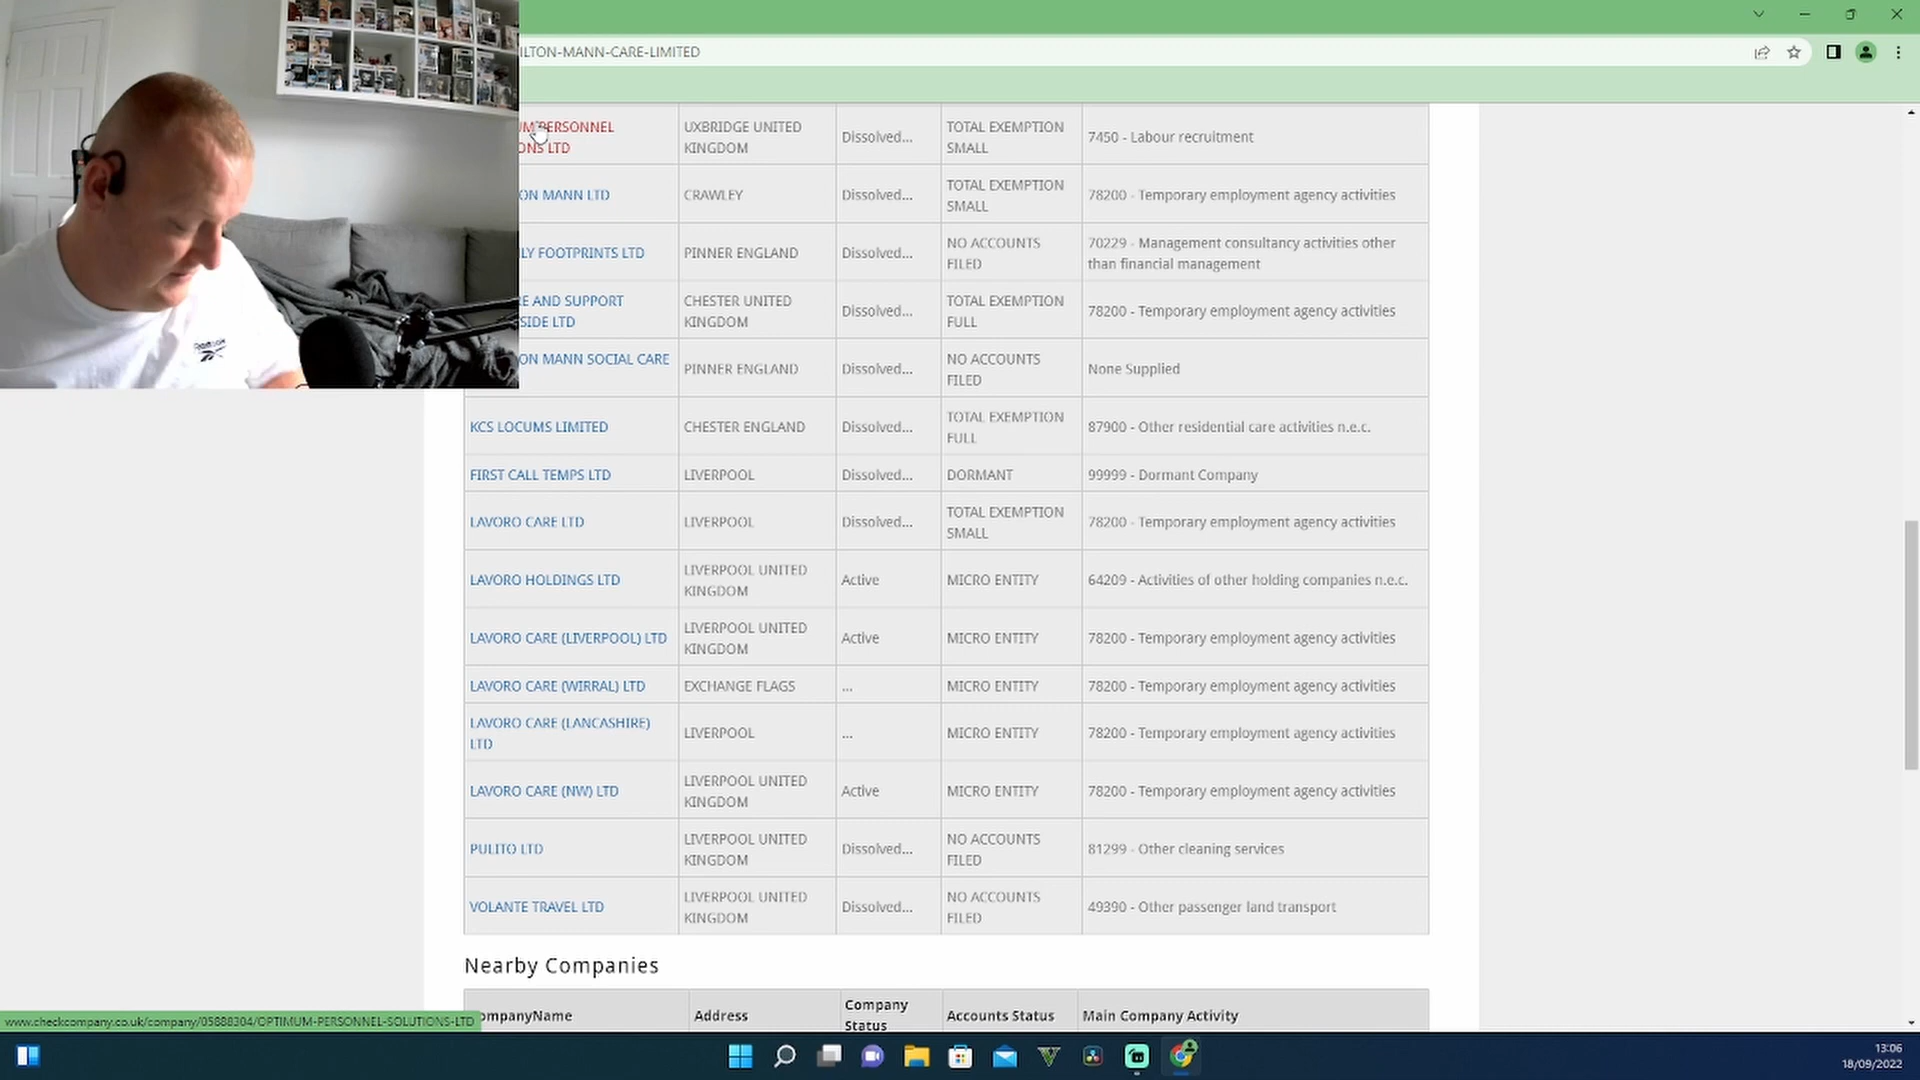 ILTON-MANN-CARE-LIMITED
UM PERSONNEL
ONS LTD
UXBRIDGE UNITED
KINGDOM
Dissolved...
TOTAL EXEMPTION
SMALL
7450 - Labour recruitment
ON MANN LTD
CRAWLEY
Dissolved...
TOTAL EXEMPTION
SMALL
78200 - Temporary employment agency activities
LY FOOTPRINTS LTD
PINNER ENGLAND
Dissolved...
NO ACCOUNTS
FILED
70229 - Management consultancy activities other
than financial management
RE AND SUPPORT
SIDE LTD
CHESTER UNITED
KINGDOM
Dissolved...
TOTAL EXEMPTION
FULL
78200 - Temporary employment agency activities
ON MANN SOCIAL CARE
PINNER ENGLAND
Dissolved...
NO ACCOUNTS
FILED
None Supplied
KCS LOCUMS LIMITED
CHESTER ENGLAND
Dissolved...
TOTAL EXEMPTION
FULL
87900 - Other residential care activities n.e.c.
FIRST CALL TEMPS LTD
LIVERPOOL
Dissolved...
DORMANT
99999 - Dormant Company
LAVORO CARE LTD
LIVERPOOL
Dissolved...
TOTAL EXEMPTION
SMALL
78200 - Temporary employment agency activities
LAVORO HOLDINGS LTD
LIVERPOOL UNITED
KINGDOM
Active
MICRO ENTITY
64209 - Activities of other holding companies n.e.c.
LAVORO CARE (LIVERPOOL) LTD
LIVERPOOL UNITED
KINGDOM
Active
MICRO ENTITY
78200 - Temporary employment agency activities
LAVORO CARE (WIRRAL) LTD
EXCHANGE FLAGS
...
MICRO ENTITY
78200 - Temporary employment agency activities
LAVORO CARE (LANCASHIRE)
LTD
LIVERPOOL
...
MICRO ENTITY
78200 - Temporary employment agency activities
LAVORO CARE (NW) LTD
LIVERPOOL UNITED
KINGDOM
Active
MICRO ENTITY
78200 - Temporary employment agency activities
PULITO LTD
LIVERPOOL UNITED
KINGDOM
Dissolved...
NO ACCOUNTS
FILED
81299 - Other cleaning services
VOLANTE TRAVEL LTD
LIVERPOOL UNITED
KINGDOM
Dissolved...
NO ACCOUNTS
FILED
49390 - Other passenger land transport
Nearby Companies
ompanyName
Address
Company
Status
Accounts Status
Main Company Activity
www.checkcompany.co.uk/company/05888304/OPTIMUM-PERSONNEL-SOLUTIONS-LTD
Reebok
13:06
18/09/2022